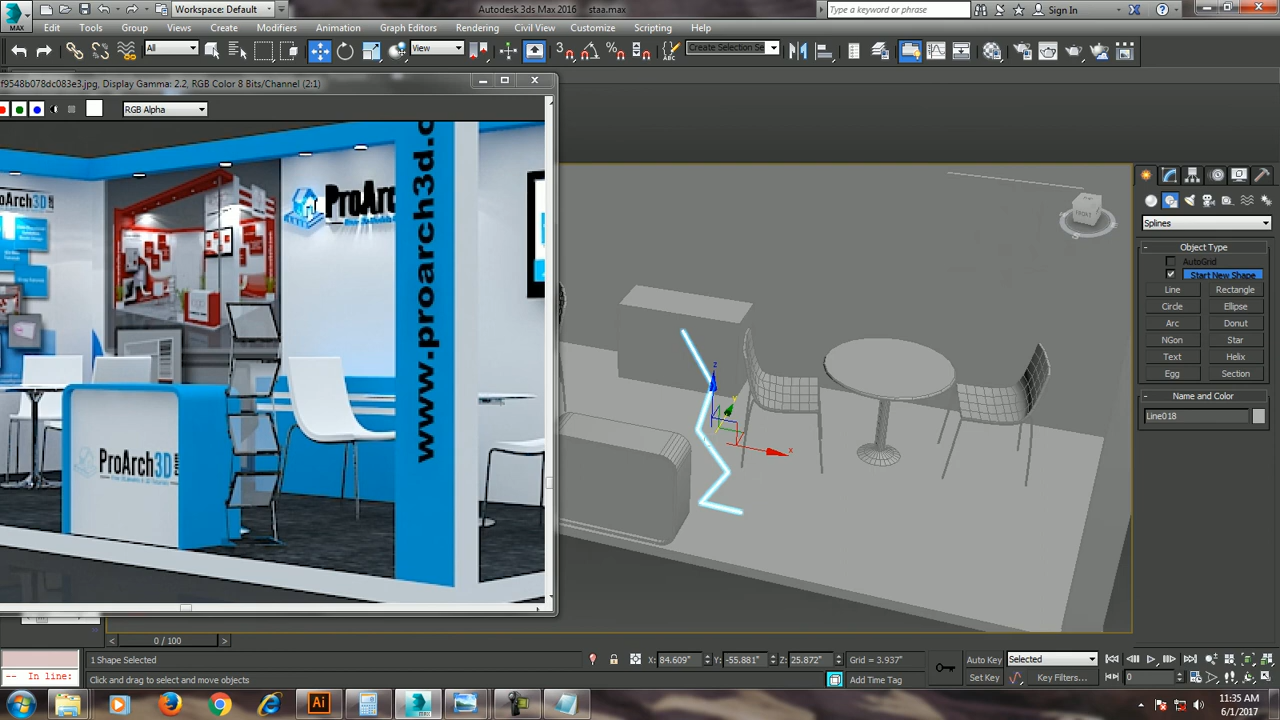 MAX
Workspace: Default
Autodesk 3ds Max 2016 staa.max
Type a keyword or phrase
Sign In
Edit Tools Group Views Create Modifiers Animation Graph Editors Rendering Civil View Customize Scripting Help
All
View
3
Create Selection Se
f9548b078dc083e3.jpg, Display Gamma: 2.2, RGB Color 8 Bits/Channel (2:1)
RGB Alpha
ProArch3D
ProArc
www.proarch3d.c
ProArch3D
FRONT
z
y
x
Splines
Object Type
AutoGrid
Start New Shape
Line Rectangle
Circle Ellipse
Arc Donut
NGon Star
Text Helix
Egg Section
Name and Color
Line018
0 / 100
1 Shape Selected
X: 84.609" Y: -55.881" Z: 25.872" Grid = 3.937"
Auto Key Selected
-- In line:
Click and drag to select and move objects
Add Time Tag
Set Key Key Filters...
0
Ai
MAX
11:35 AM
6/1/2017